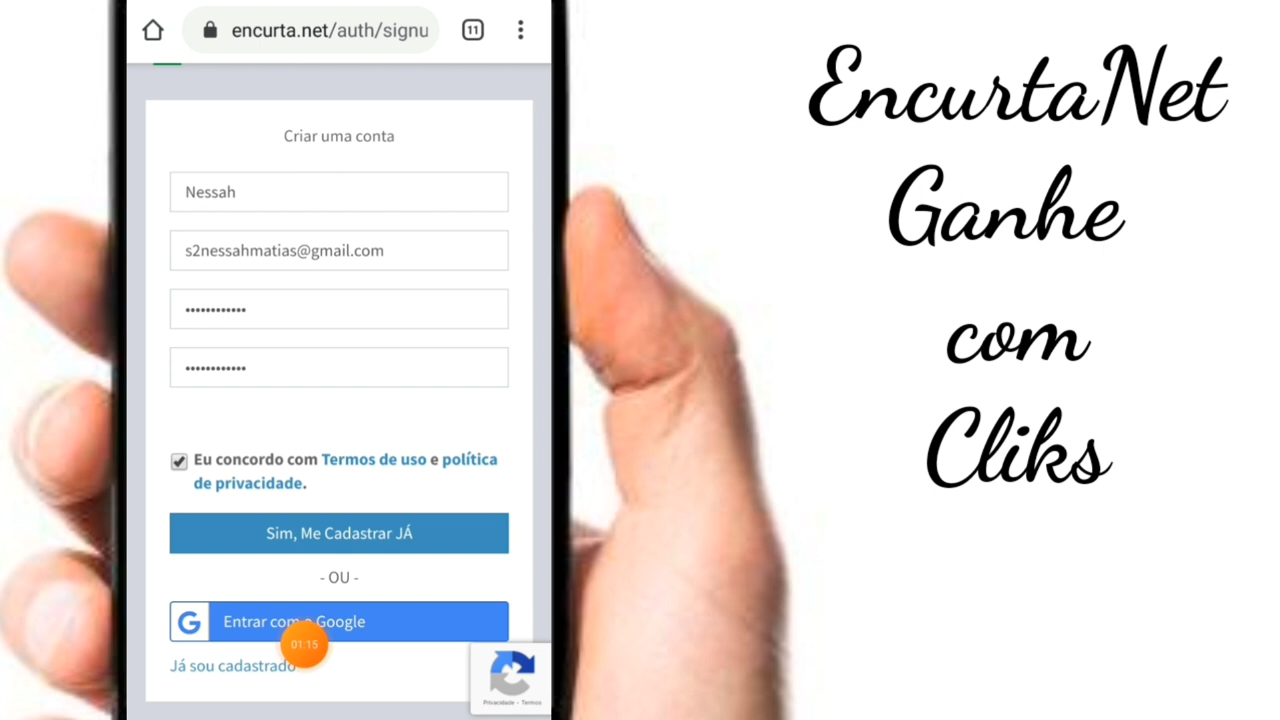 11
encurta.net/auth/signu
Criar uma conta
Nessah
s2nessahmatias@gmail.com
••••••••••••
••••••••••••
Eu concordo com Termos de uso e política
de privacidade.
Sim, Me Cadastrar JÁ
- OU -
G Entrar com o Google
01:15
Já sou cadastrado
Privacidade - Termos
EncurtaNet
Ganhe
com
Cliks